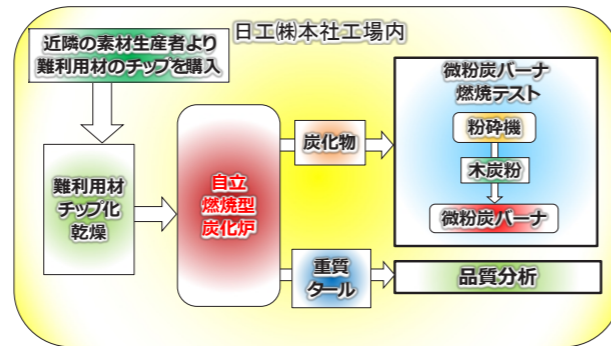 日工㈱本社工場内
近隣の素材生産者より
難利用材のチップを購入
難利用材
チップ化
乾燥
自立
燃焼型
炭化炉
炭化物
微粉炭バーナ
燃焼テスト
粉砕機
木炭粉
微粉炭バーナ
重質
タール
品質分析